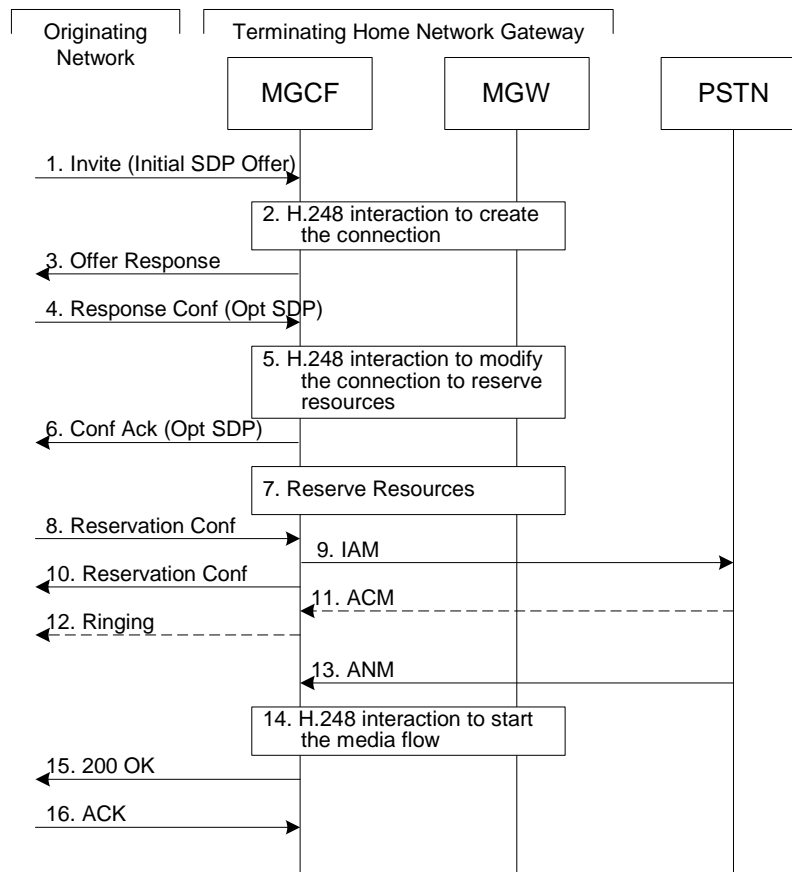 Originating
Network
Terminating Home Network Gateway
MGCF
MGW
PSTN
1. Invite (Initial SDP Offer)
2. H.248 interaction to create
the connection
3. Offer Response
4. Response Conf (Opt SDP)
5. H.248 interaction to modify
the connection to reserve
resources
6. Conf Ack (Opt SDP)
7. Reserve Resources
8. Reservation Conf
9. IAM
10. Reservation Conf
11. ACM
12. Ringing
13. ANM
14. H.248 interaction to start
the media flow
15. 200 OK
16. ACK